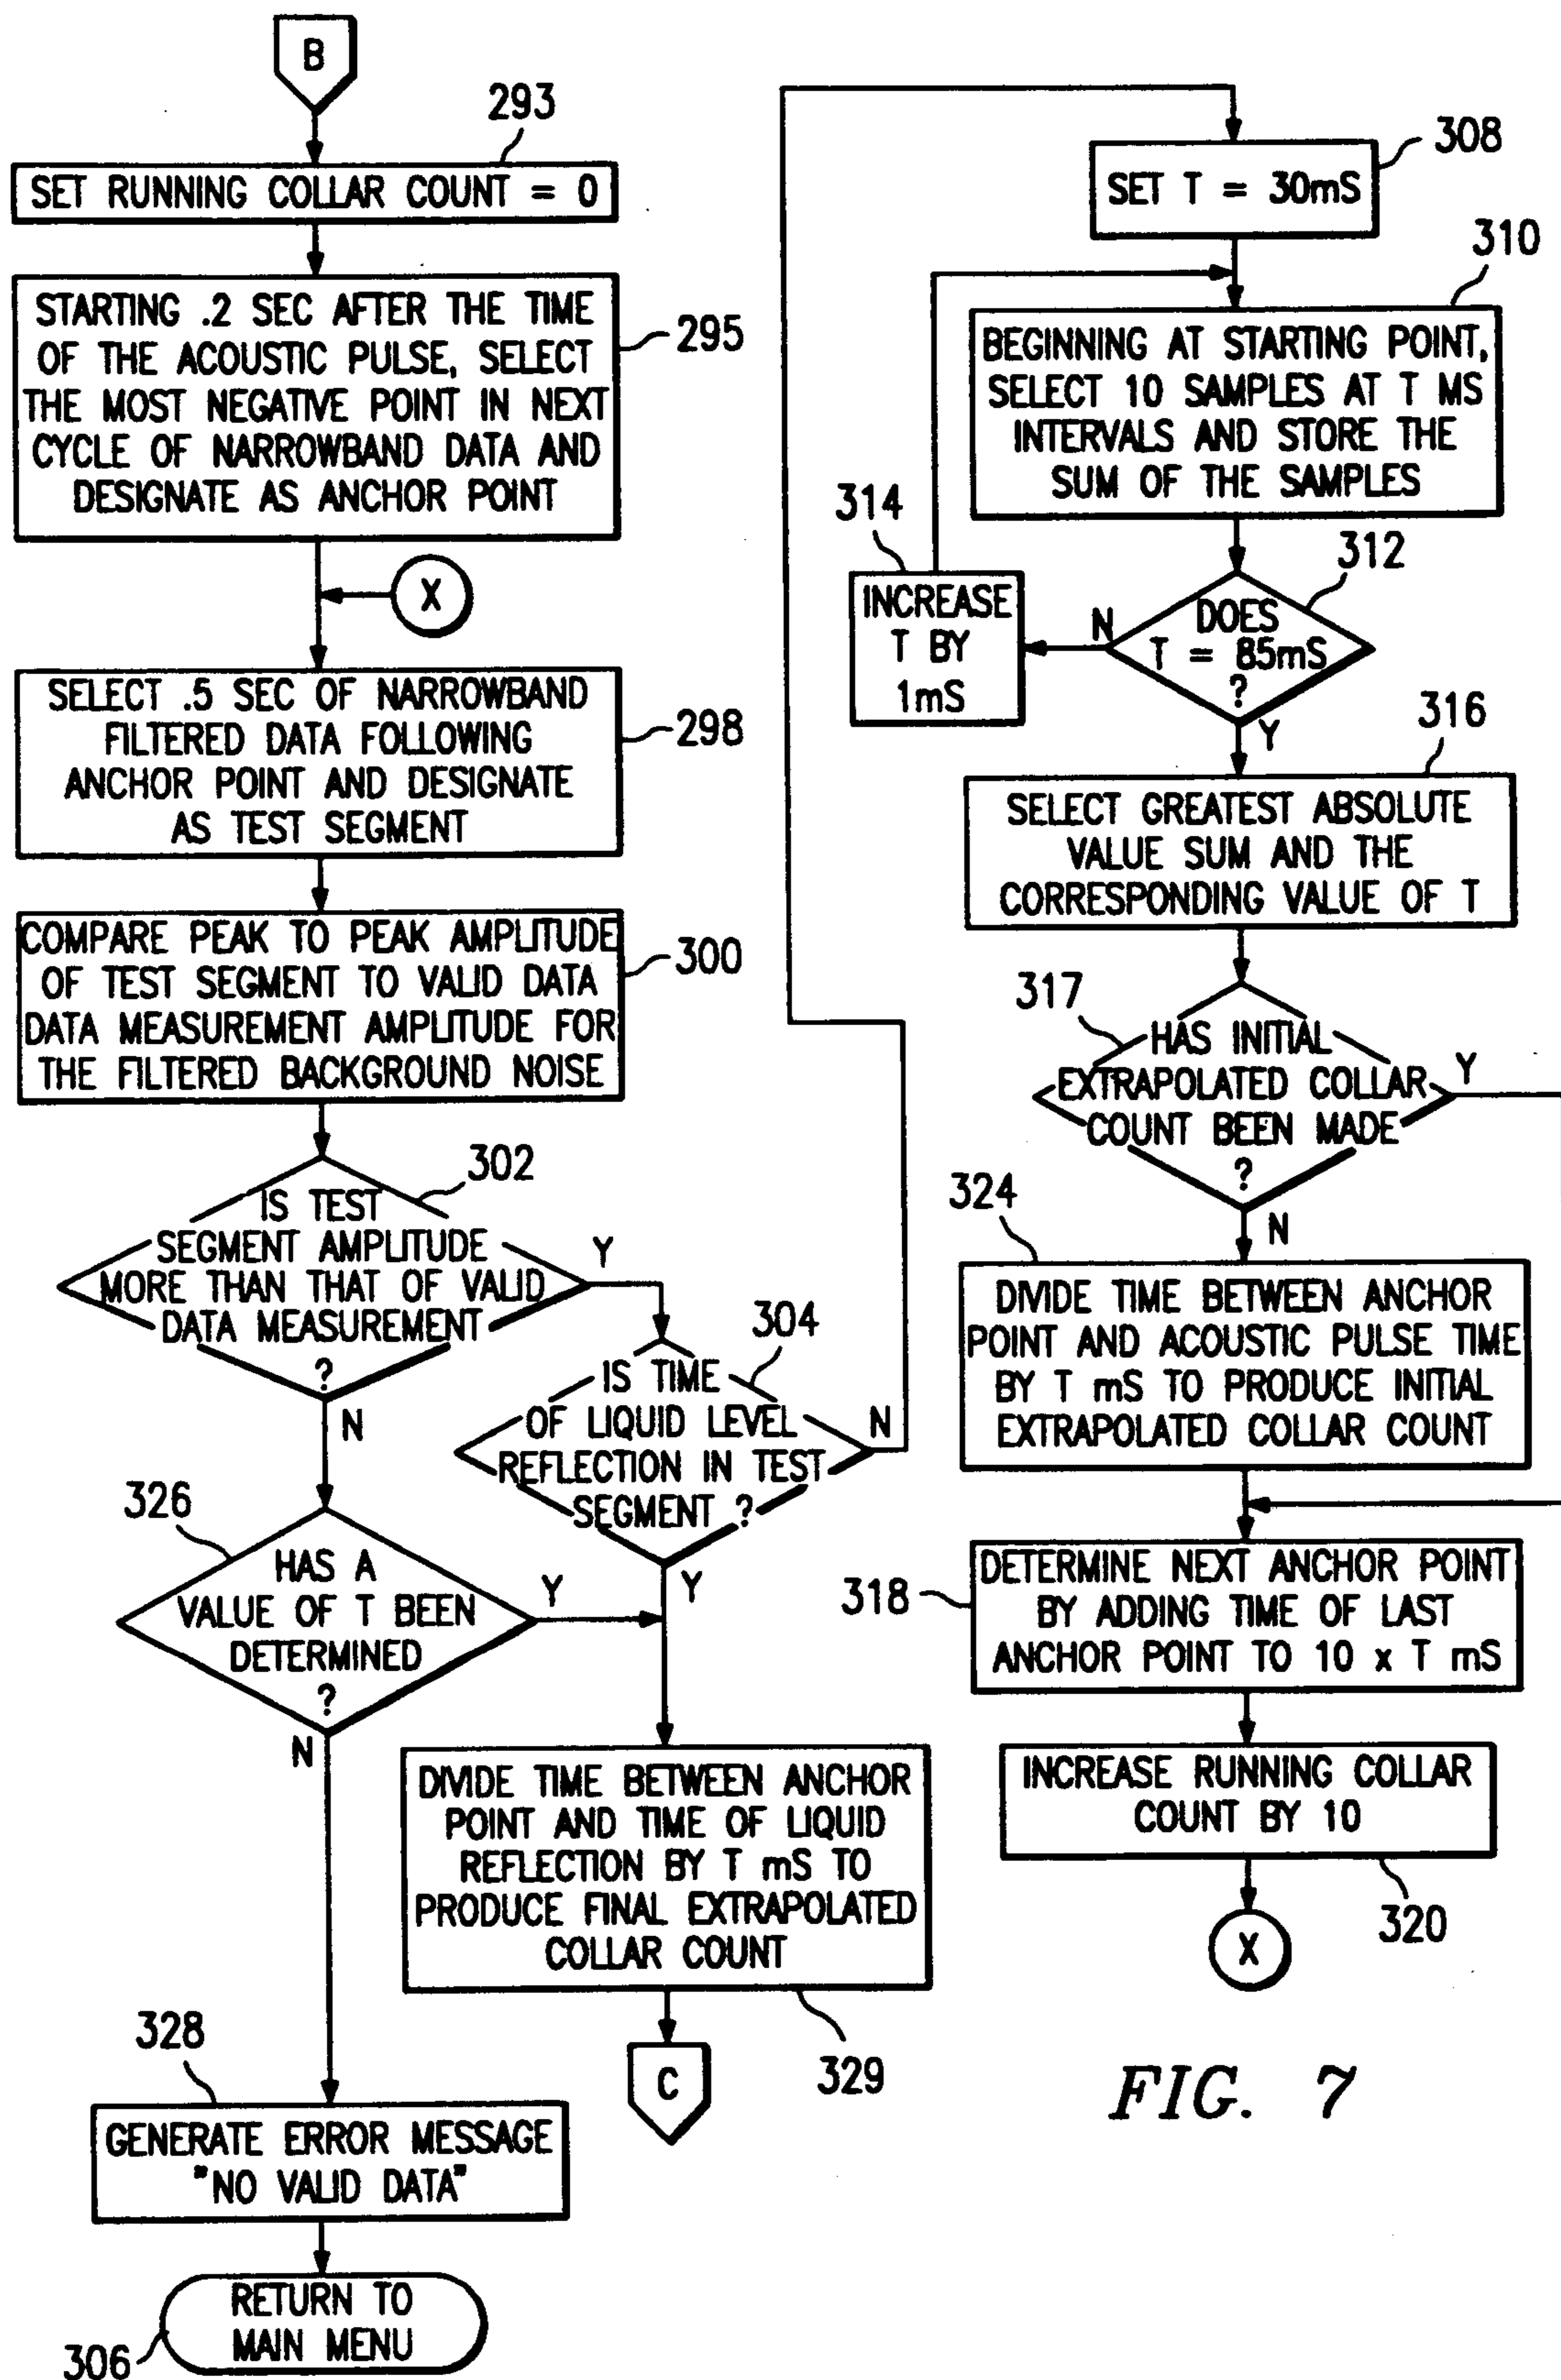 B
293
SET RUNNING COLLAR COUNT = 0
STARTING .2 SEC AFTER THE TIME
OF THE ACOUSTIC PULSE, SELECT
THE MOST NEGATIVE POINT IN NEXT
CYCLE OF NARROWBAND DATA AND
DESIGNATE AS ANCHOR POINT
295
X
SELECT .5 SEC OF NARROWBAND
FILTERED DATA FOLLOWING
ANCHOR POINT AND DESIGNATE
AS TEST SEGMENT
298
COMPARE PEAK TO PEAK AMPLITUDE
OF TEST SEGMENT TO VALID DATA
DATA MEASUREMENT AMPLITUDE FOR
THE FILTERED BACKGROUND NOISE
300
302
IS TEST
SEGMENT AMPLITUDE
MORE THAN THAT OF VALID
DATA MEASUREMENT
?
Y
N
304
IS TIME
OF LIQUID LEVEL
REFLECTION IN TEST
SEGMENT ?
N
Y
326
HAS A
VALUE OF T BEEN
DETERMINED
?
Y
N
DIVIDE TIME BETWEEN ANCHOR
POINT AND TIME OF LIQUID
REFLECTION BY T mS TO
PRODUCE FINAL EXTRAPOLATED
COLLAR COUNT
329
C
328
GENERATE ERROR MESSAGE
"NO VALID DATA"
RETURN TO
MAIN MENU
306
308
SET T = 30mS
310
BEGINNING AT STARTING POINT,
SELECT 10 SAMPLES AT T MS
INTERVALS AND STORE THE
SUM OF THE SAMPLES
314
INCREASE
T BY
1mS
312
DOES
T = 85mS
?
N
Y
316
SELECT GREATEST ABSOLUTE
VALUE SUM AND THE
CORRESPONDING VALUE OF T
317
HAS INITIAL
EXTRAPOLATED COLLAR
COUNT BEEN MADE
?
Y
N
324
DIVIDE TIME BETWEEN ANCHOR
POINT AND ACOUSTIC PULSE TIME
BY T mS TO PRODUCE INITIAL
EXTRAPOLATED COLLAR COUNT
318
DETERMINE NEXT ANCHOR POINT
BY ADDING TIME OF LAST
ANCHOR POINT TO 10 x T mS
INCREASE RUNNING COLLAR
COUNT BY 10
320
X
FIG. 7